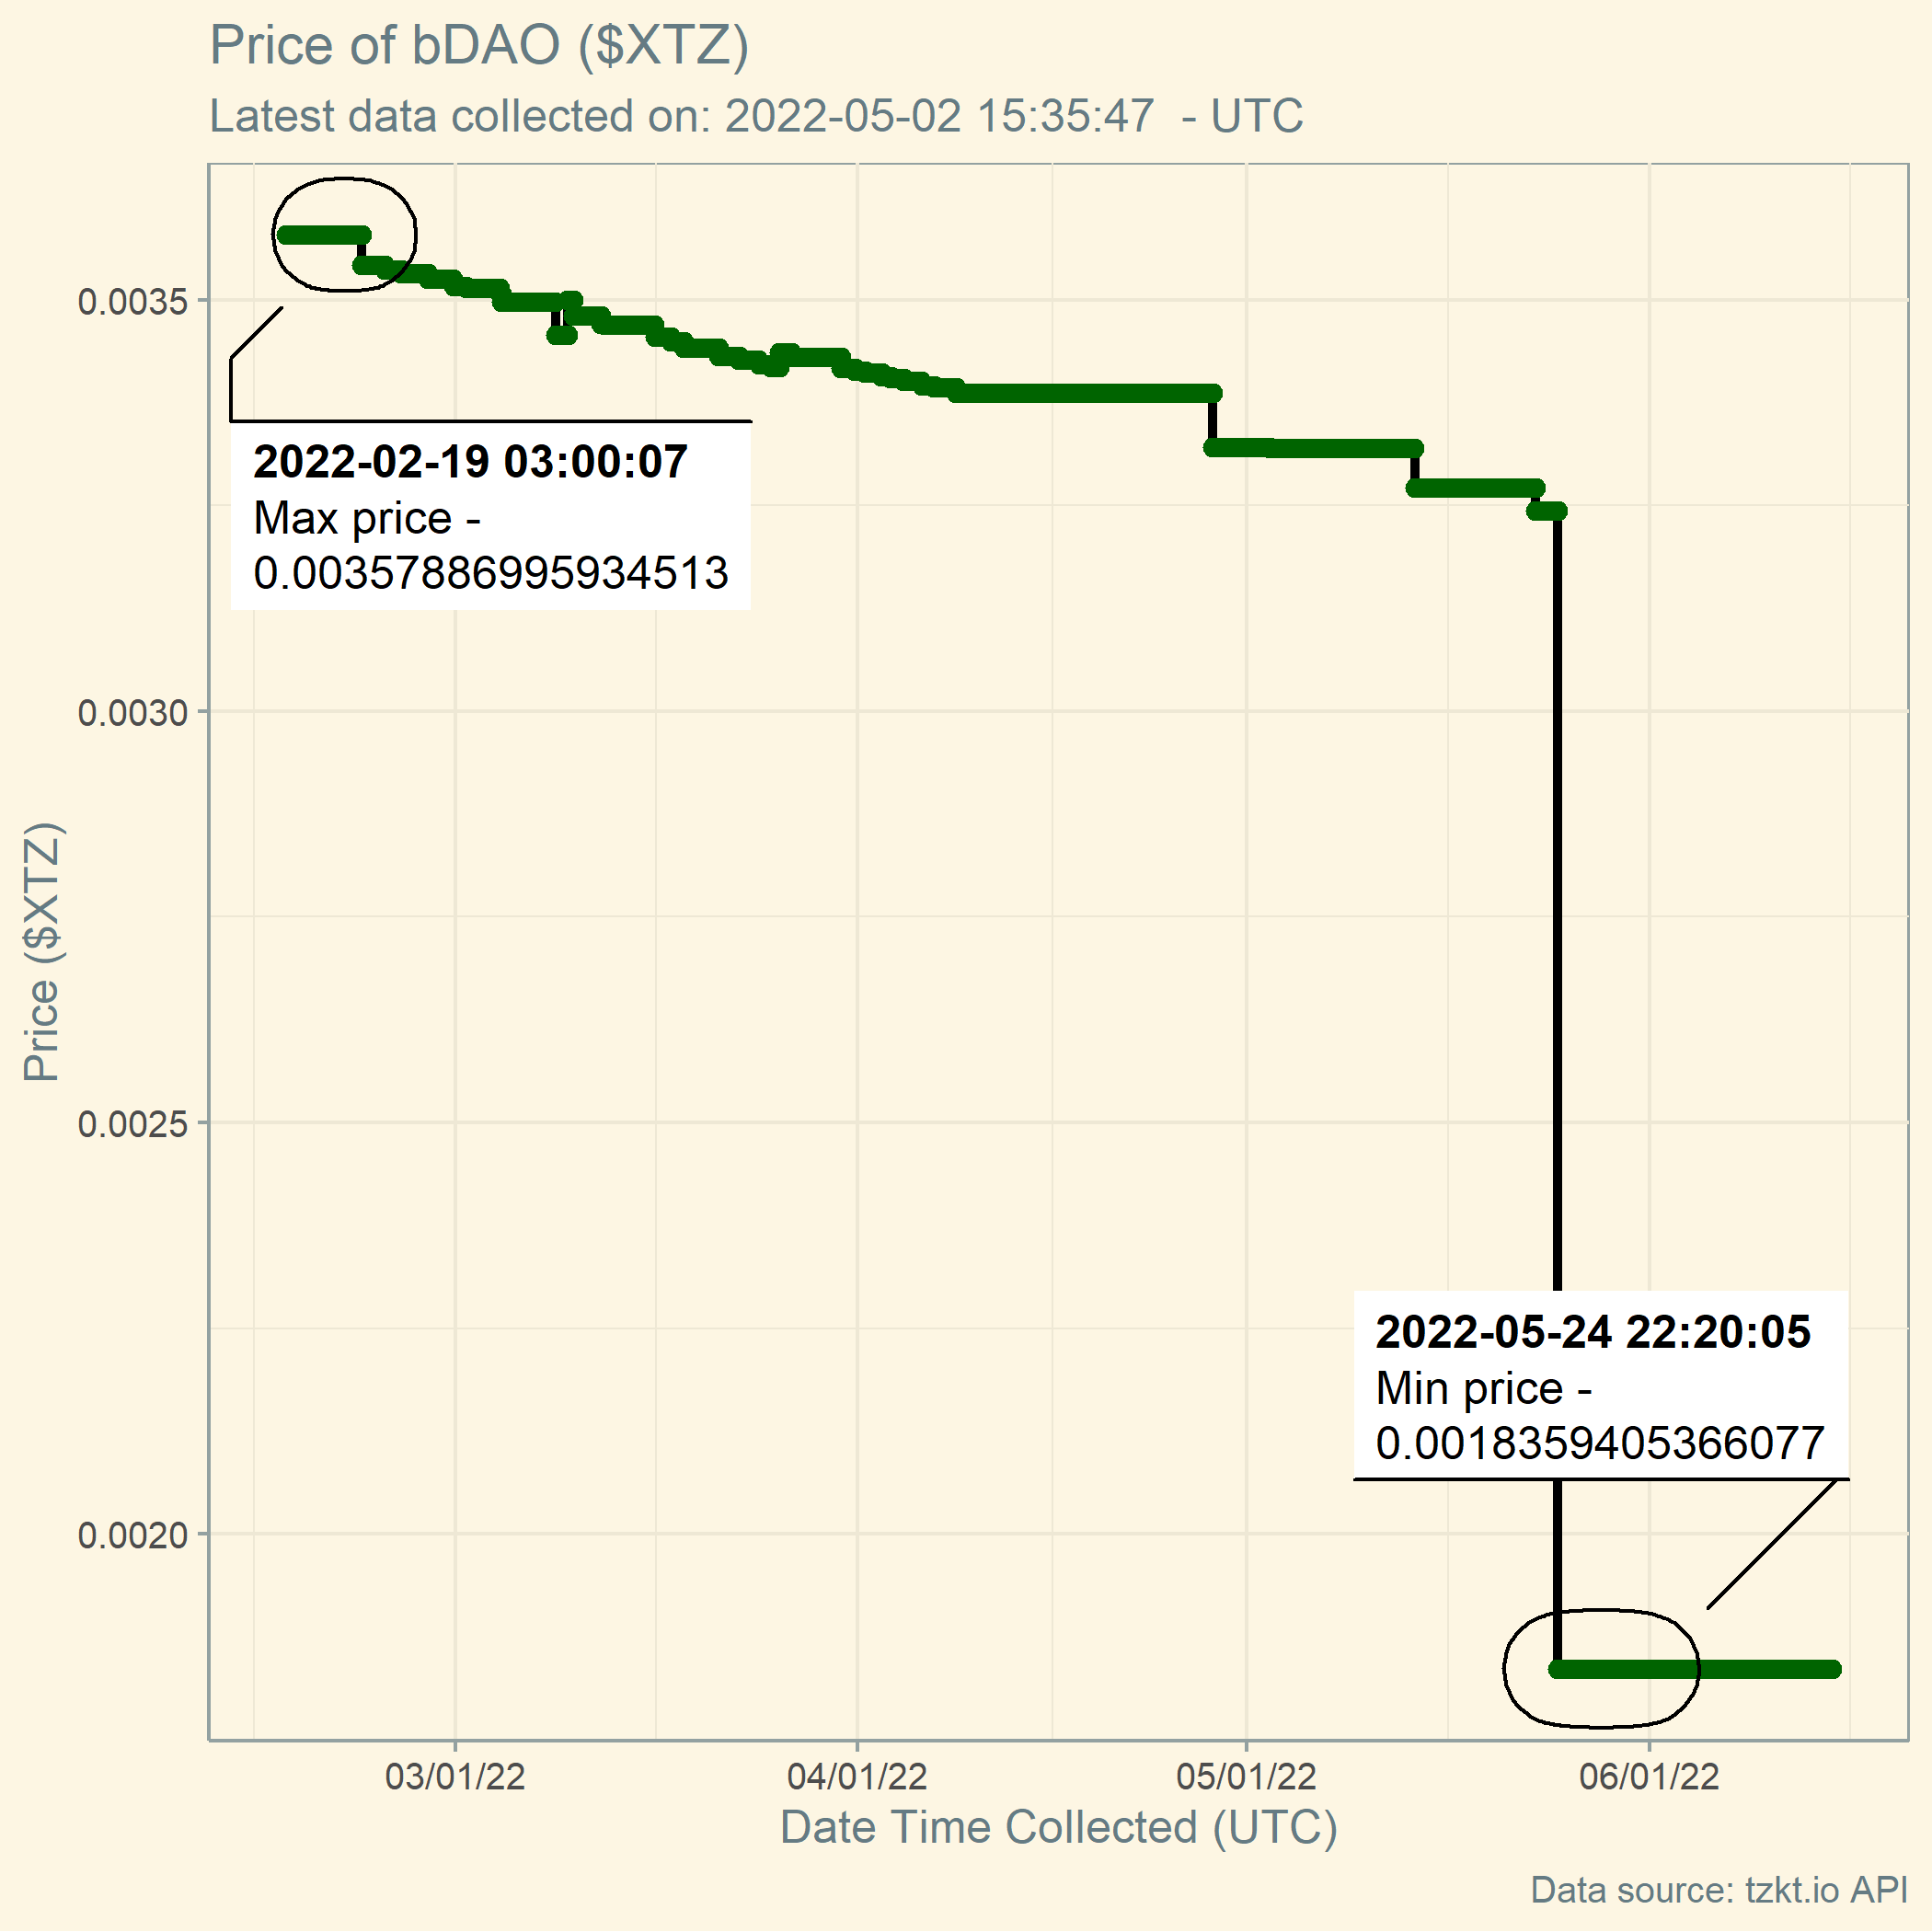 Price of bDAO ($XTZ)
Latest data collected on: 2022-05-02 15:35:47  - UTC
0.0035
2022-02-19 03:00:07
Max price -
0.00357886995934513
0.0030
Price ($XTZ)
0.0025
2022-05-24 22:20:05
Min price -
0.0018359405366077
0.0020
03/01/22
04/01/22
05/01/22
06/01/22
Date Time Collected (UTC)
Data source: tzkt.io API